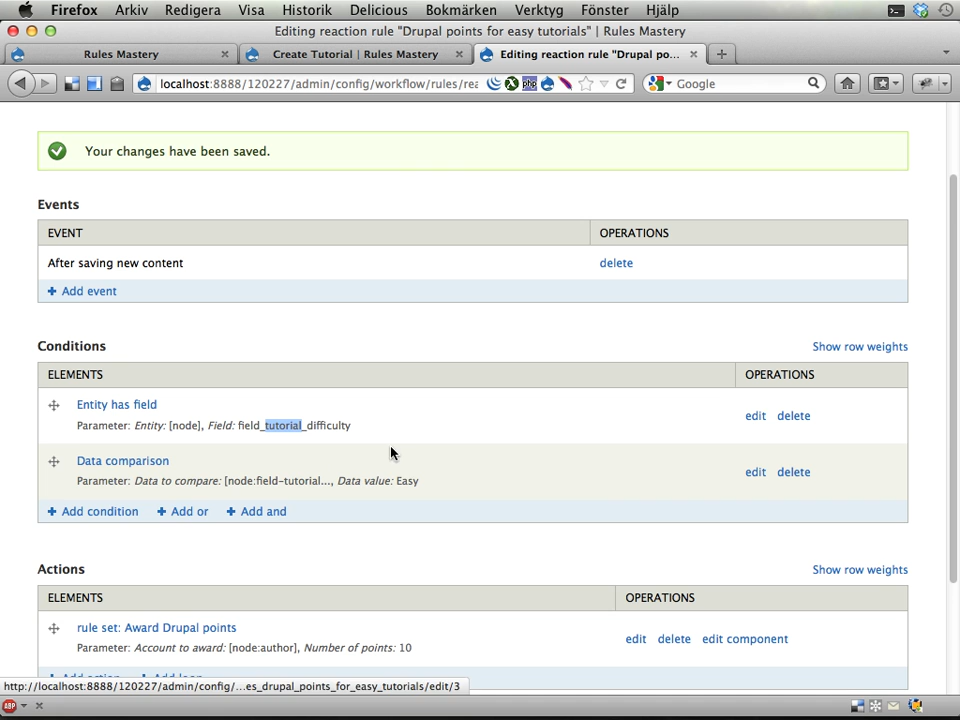 Firefox Arkiv Redigera Visa Historik Delicious Bokmärken Verktyg Fönster Hjälp
Editing reaction rule "Drupal points for easy tutorials" | Rules Mastery
Rules Mastery × Create Tutorial | Rules Mastery × Editing reaction rule "Drupal po... ×
localhost:8888/120227/admin/config/workflow/rules/rea php Google
Your changes have been saved.
Events
EVENT OPERATIONS
After saving new content delete
Add event
Conditions Show row weights
ELEMENTS OPERATIONS
Entity has field
Parameter: Entity: [node], Field: field_tutorial_difficulty edit delete
Data comparison
Parameter: Data to compare: [node:field-tutorial..., Data value: Easy edit delete
Add condition Add or Add and
Actions Show row weights
ELEMENTS OPERATIONS
rule set: Award Drupal points
Parameter: Account to award: [node:author], Number of points: 10 edit delete edit component
Add action Add loop
http://localhost:8888/120227/admin/config/...es_drupal_points_for_easy_tutorials/edit/3
ABP